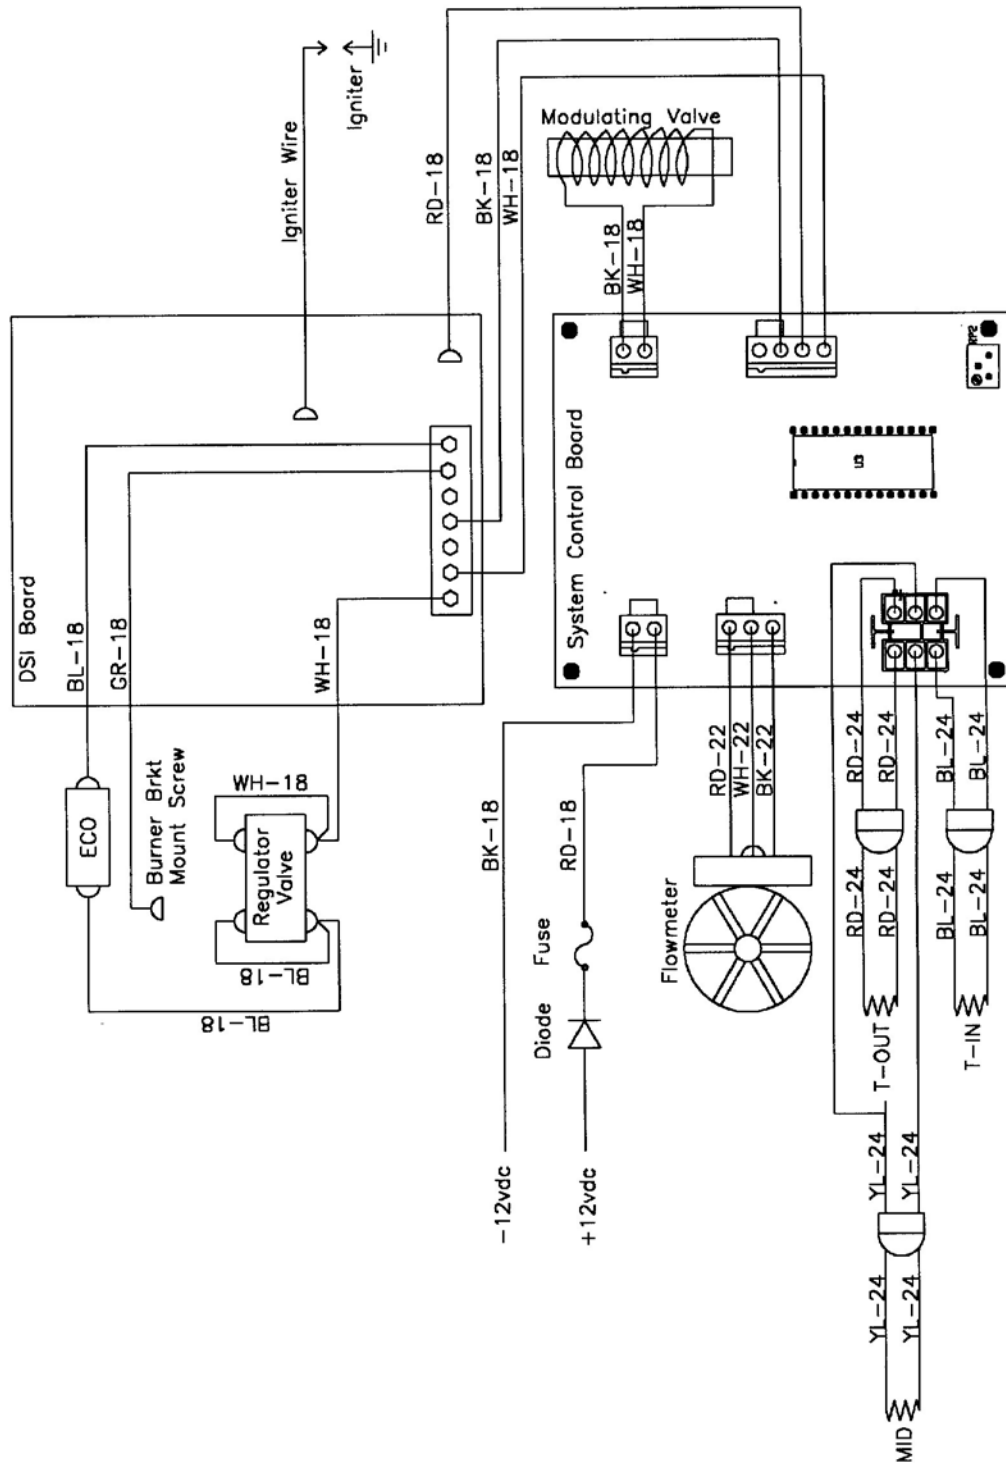 Igniter Wire
Igniter
RD-18
BK-18
WH-18
Modulating Valve
BK-18
WH-18
DSI Board
BL-18
GR-18
WH-18
ECO
Burner Brkt
Mount Screw
WH-18
Regulator
Valve
BL-18
BL-18
System Control Board
RP2
U3
BK-18
RD-18
Fuse
Diode
-12vdc
+12vdc
RD-22
WH-22
BK-22
Flowmeter
RD-24
RD-24
BL-24
BL-24
RD-24
RD-24
BL-24
BL-24
T-OUT
T-IN
YL-24
YL-24
YL-24
YL-24
MID